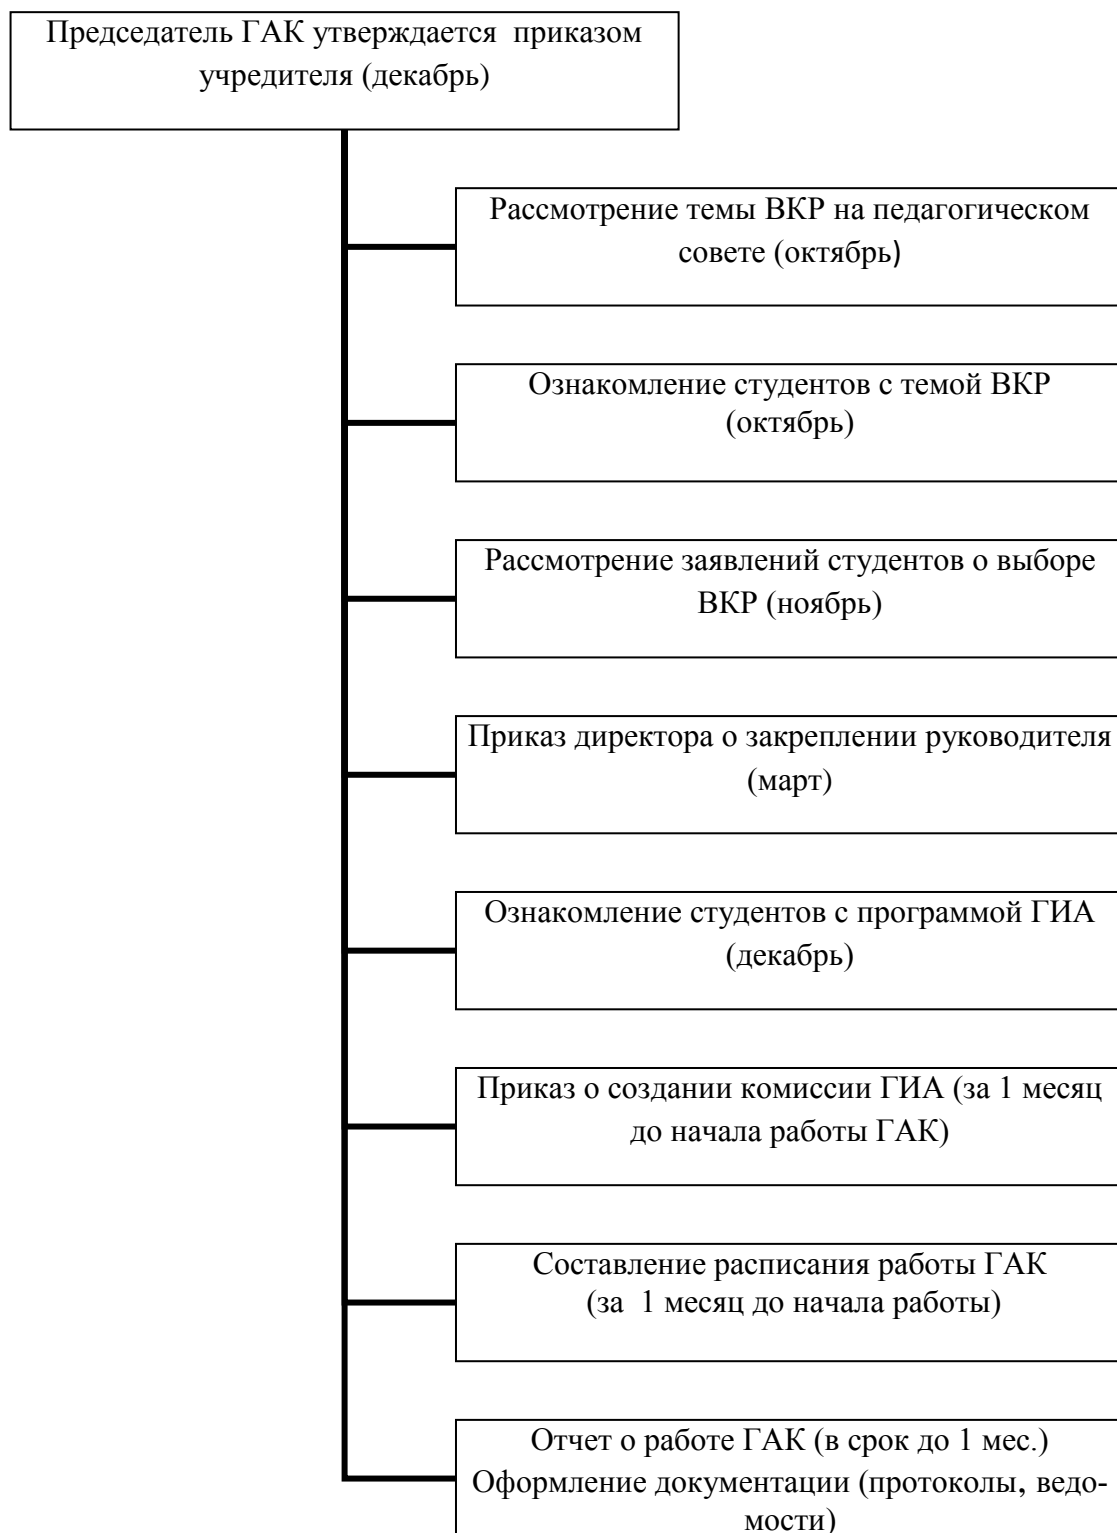 Председатель ГАК утверждается приказом
учредителя (декабрь)
Рассмотрение темы ВКР на педагогическом
совете (октябрь)
Ознакомление студентов с темой ВКР
(октябрь)
Рассмотрение заявлений студентов о выборе
ВКР (ноябрь)
Приказ директора о закреплении руководителя
(март)
Ознакомление студентов с программой ГИА
(декабрь)
Приказ о создании комиссии ГИА (за 1 месяц
до начала работы ГАК)
Составление расписания работы ГАК
(за 1 месяц до начала работы)
Отчет о работе ГАК (в срок до 1 мес.)
Оформление документации (протоколы, ведо-
мости)